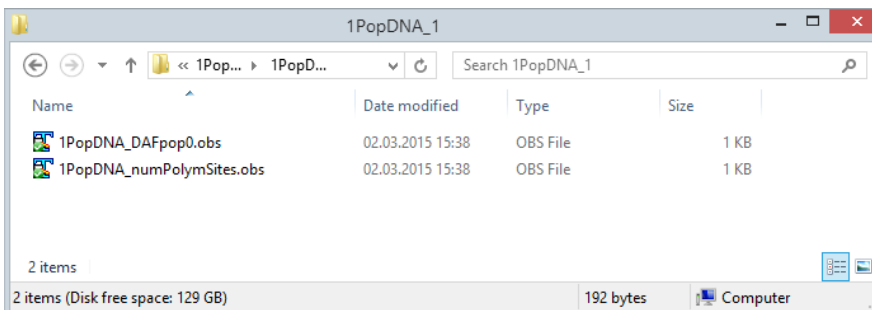 1PopDNA_1
« 1Pop... 1PopD... Search 1PopDNA_1
Name Date modified Type Size
1PopDNA_DAFpop0.obs 02.03.2015 15:38 OBS File 1 KB
1PopDNA_numPolymSites.obs 02.03.2015 15:38 OBS File 1 KB
2 items
2 items (Disk free space: 129 GB) 192 bytes Computer